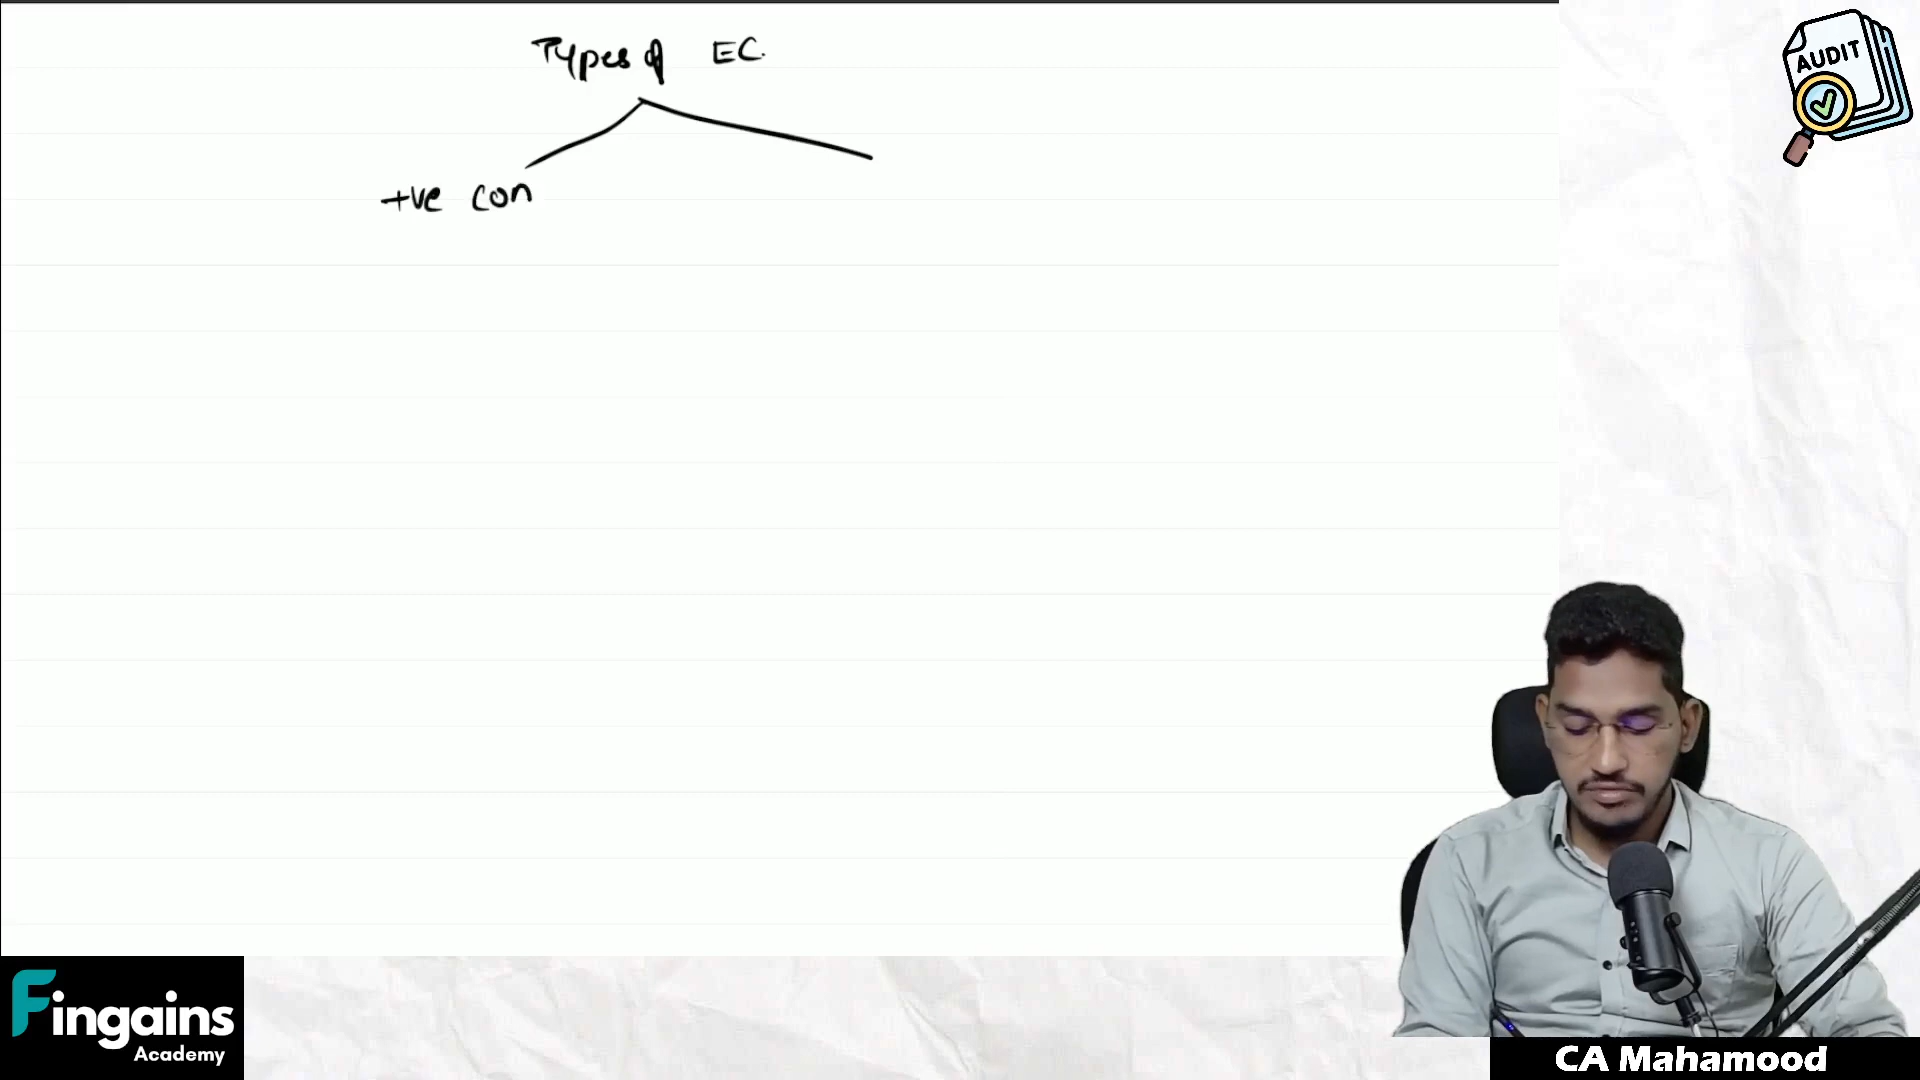 Types of EC.
+ve con
AUDIT
Fingains
Academy
CA Mahamood